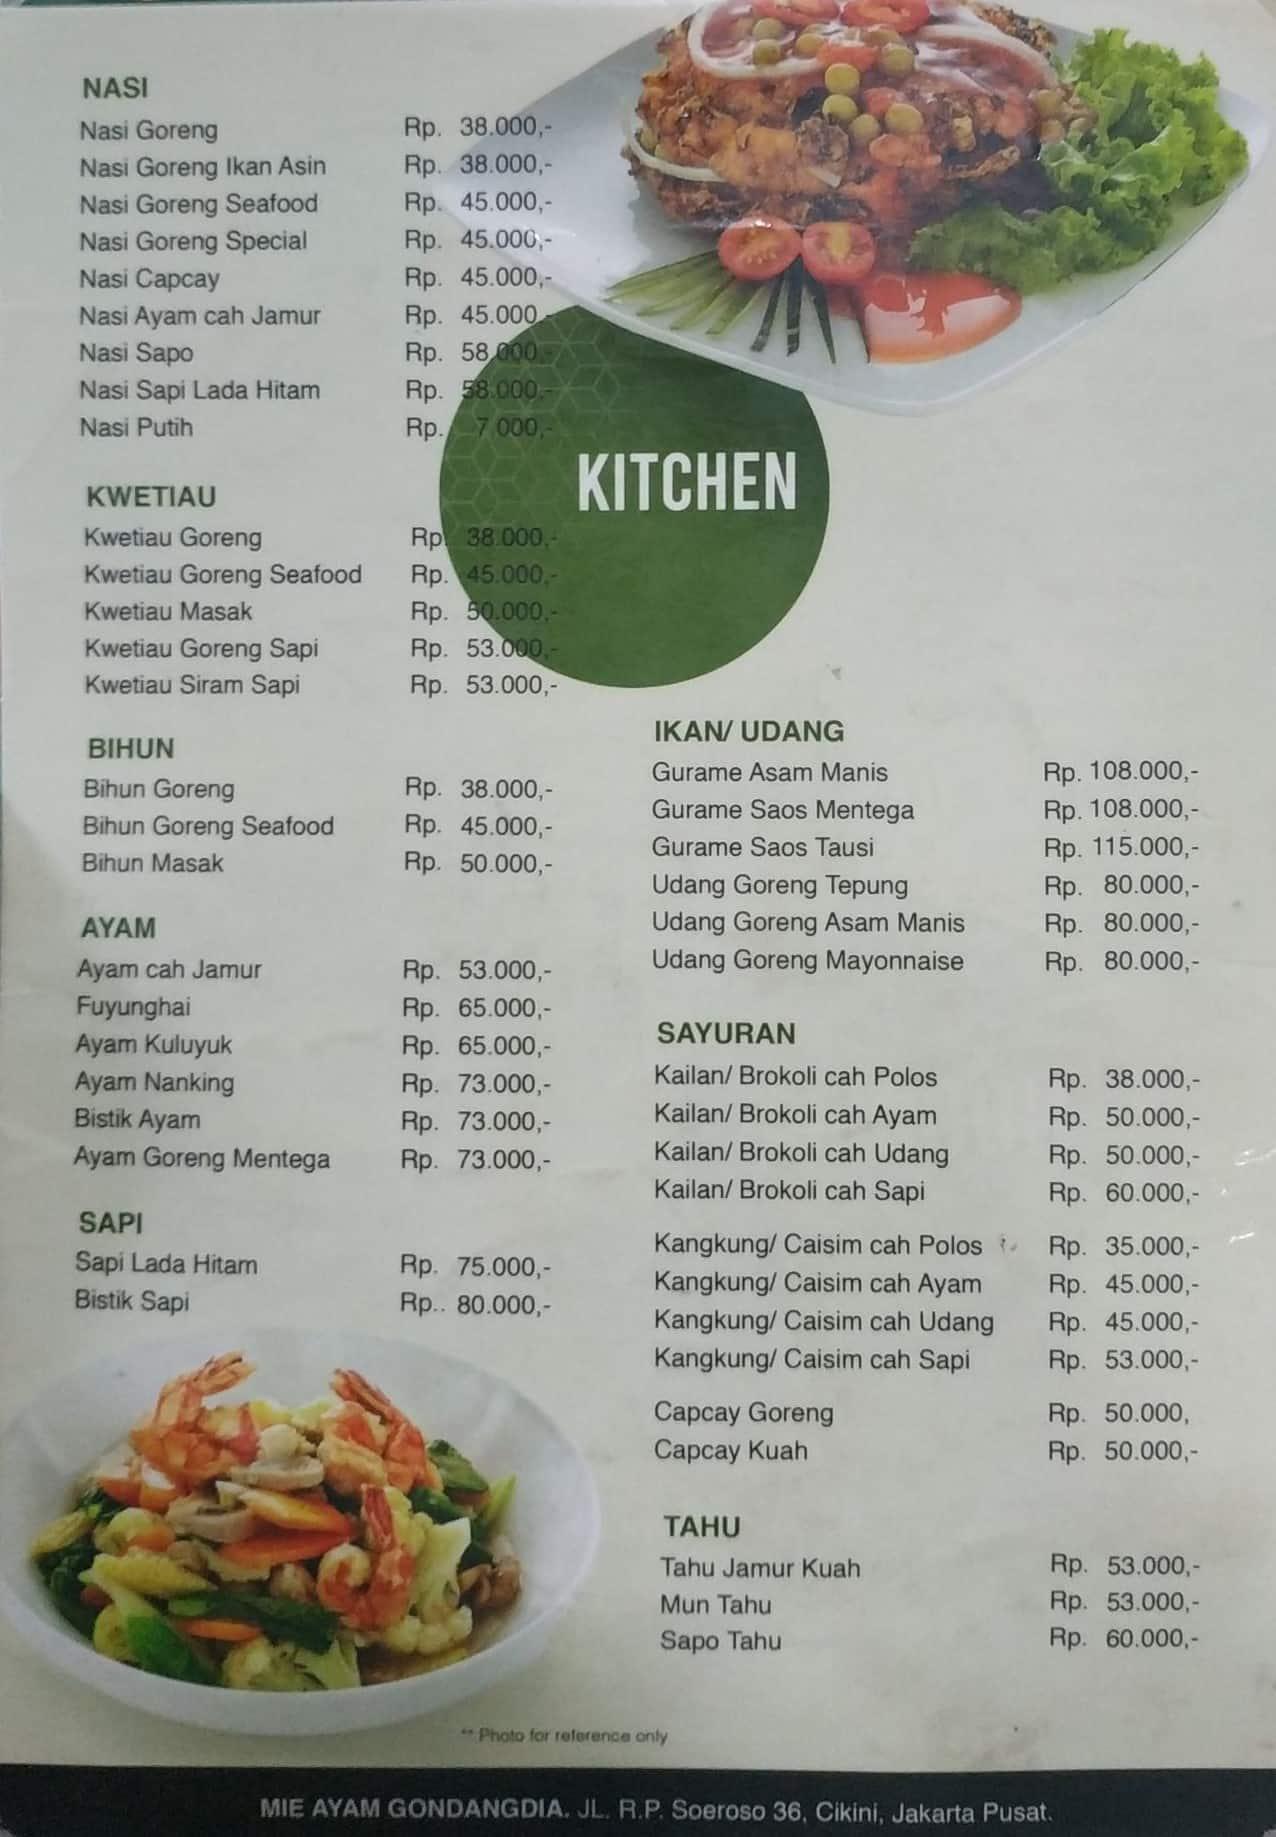 NASI
Nasi Goreng Rp. 38.000,-
Nasi Goreng Ikan Asin Rp. 38.000,-
Nasi Goreng Seafood Rp. 45.000,-
Nasi Goreng Special Rp. 45.000,-
Nasi Capcay Rp. 45.000,-
Nasi Ayam cah Jamur Rp. 45.000,-
Nasi Sapo Rp. 58.000,-
Nasi Sapi Lada Hitam Rp. 58.000,-
Nasi Putih Rp. 7 000,-
KITCHEN
KWETIAU
Kwetiau Goreng Rp. 38.000,-
Kwetiau Goreng Seafood Rp. 45.000,-
Kwetiau Masak Rp. 50.000,-
Kwetiau Goreng Sapi Rp. 53.000,-
Kwetiau Siram Sapi Rp. 53.000,-
BIHUN
Bihun Goreng Rp. 38.000,-
Bihun Goreng Seafood Rp. 45.000,-
Bihun Masak Rp. 50.000,-
AYAM
Ayam cah Jamur Rp. 53.000,-
Fuyunghai Rp. 65.000,-
Ayam Kuluyuk Rp. 65.000,-
Ayam Nanking Rp. 73.000,-
Bistik Ayam Rp. 73.000,-
Ayam Goreng Mentega Rp. 73.000,-
SAPI
Sapi Lada Hitam Rp. 75.000,-
Bistik Sapi Rp.. 80.000,-
IKAN/ UDANG
Gurame Asam Manis Rp. 108.000,-
Gurame Saos Mentega Rp. 108.000,-
Gurame Saos Tausi Rp. 115.000,-
Udang Goreng Tepung Rp. 80.000,-
Udang Goreng Asam Manis Rp. 80.000,-
Udang Goreng Mayonnaise Rp. 80.000,-
SAYURAN
Kailan/ Brokoli cah Polos Rp. 38.000,-
Kailan/ Brokoli cah Ayam Rp. 50.000,-
Kailan/ Brokoli cah Udang Rp. 50.000,-
Kailan/ Brokoli cah Sapi Rp. 60.000,-
Kangkung/ Caisim cah Polos Rp. 35.000,-
Kangkung/ Caisim cah Ayam Rp. 45.000,-
Kangkung/ Caisim cah Udang Rp. 45.000,-
Kangkung/ Caisim cah Sapi Rp. 53.000,-
Capcay Goreng Rp. 50.000,
Capcay Kuah Rp. 50.000,-
TAHU
Tahu Jamur Kuah Rp. 53.000,-
Mun Tahu Rp. 53.000,-
Sapo Tahu Rp. 60.000,-
** Photo for reference only
MIE AYAM GONDANGDIA. JL. R.P. Soeroso 36, Cikini, Jakarta Pusat.